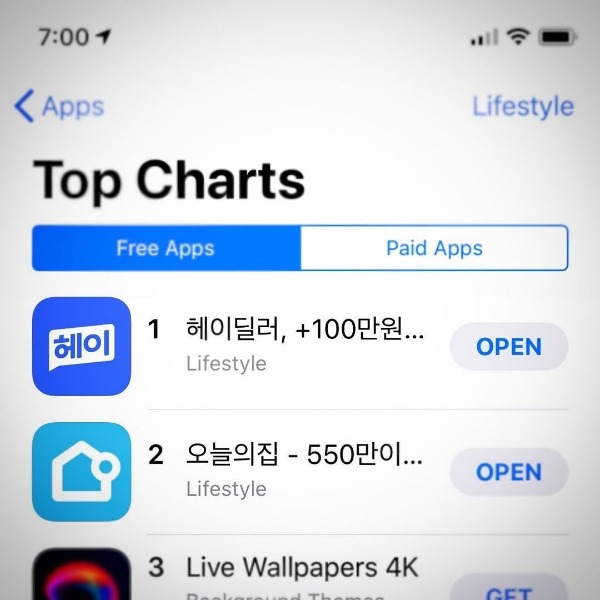 7:00
Apps
Lifestyle
Top Charts
Free Apps
Paid Apps
헤이
1
헤이딜러, +100만원...
Lifestyle
OPEN
2
오늘의집 - 550만이...
Lifestyle
OPEN
3
Live Wallpapers 4K
Background Themes
GET